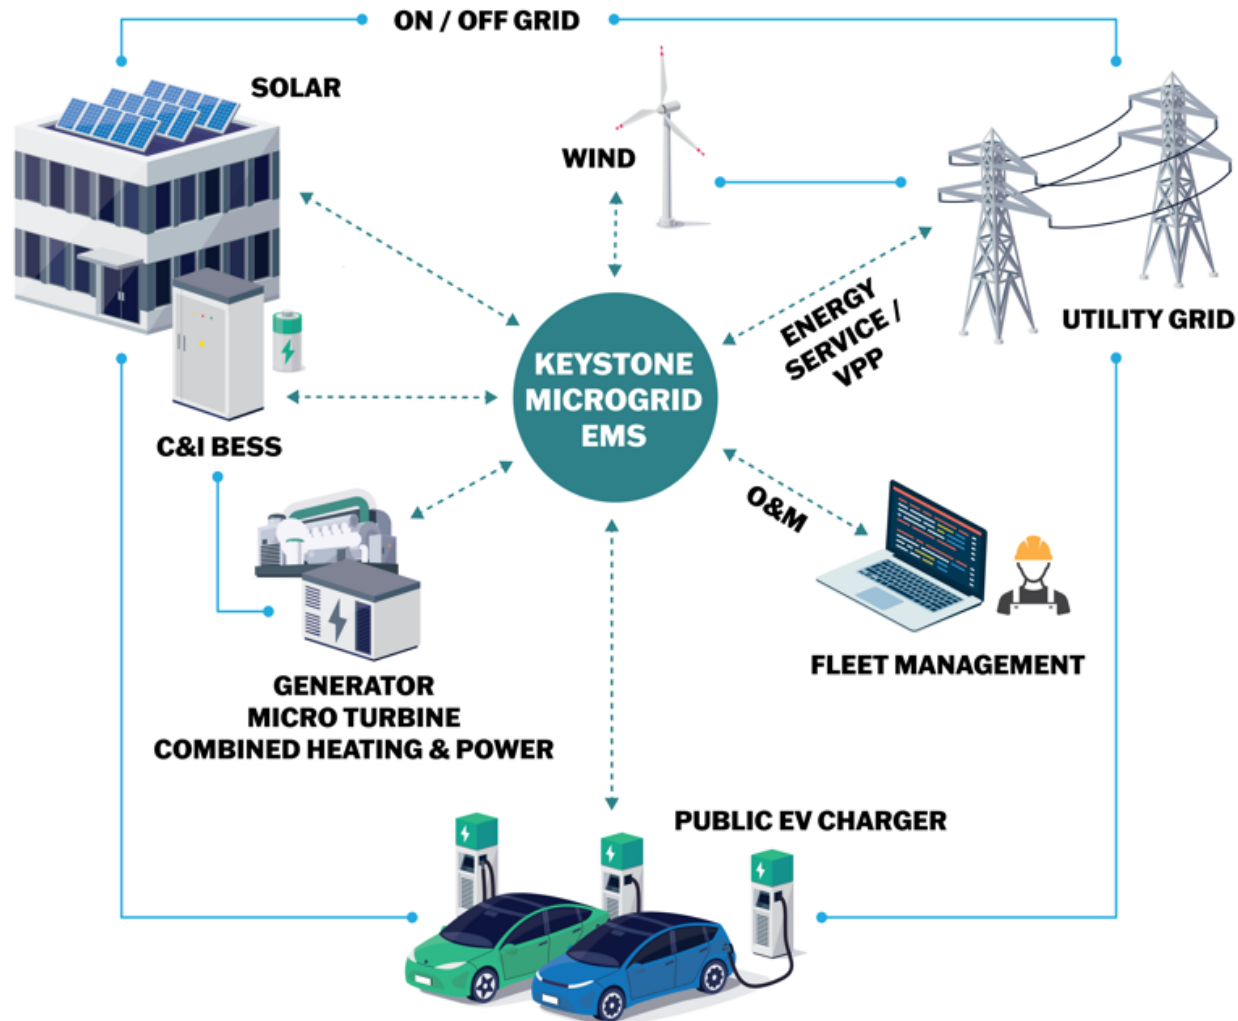 ON / OFF GRID
SOLAR
WIND
ENERGY
SERVICE /
VPP
UTILITY GRID
KEYSTONE
MICROGRID
EMS
C&I BESS
O&M
GENERATOR
MICRO TURBINE
COMBINED HEATING & POWER
FLEET MANAGEMENT
PUBLIC EV CHARGER